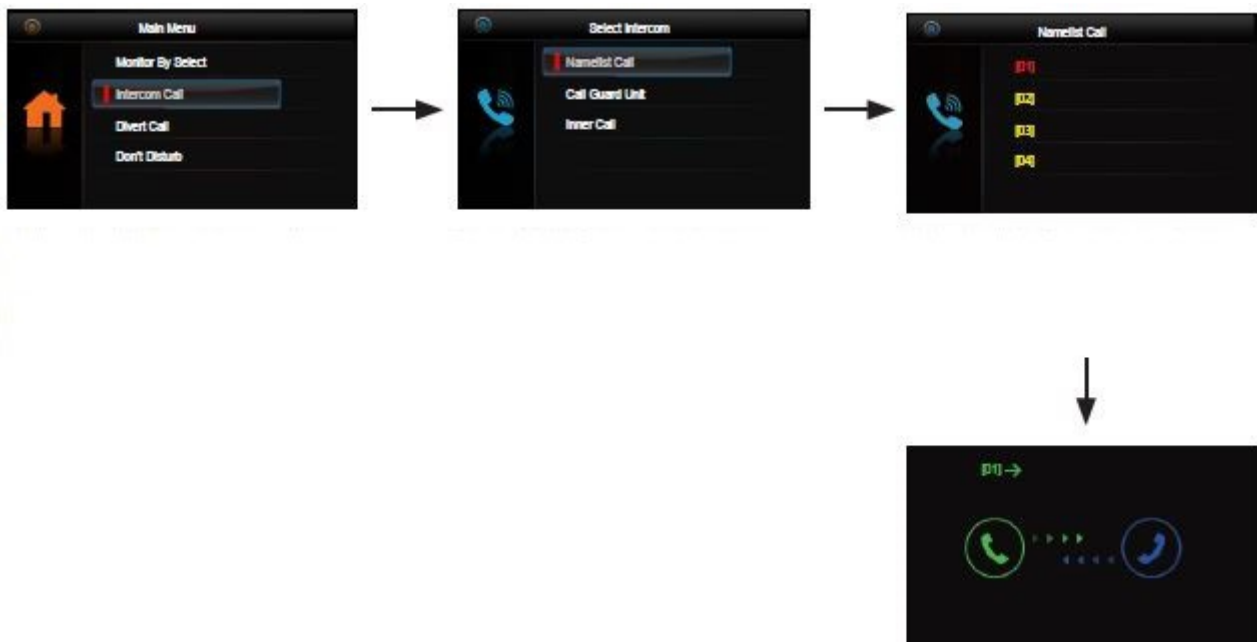 Main Menu
Monitor By Select
Intercom Call
Divert Call
Don't Disturb
Select Intercom
Namelist Call
Call Guard Unit
Inner Call
Namelist Call
[01]
[02]
[03]
[04]
[01]→